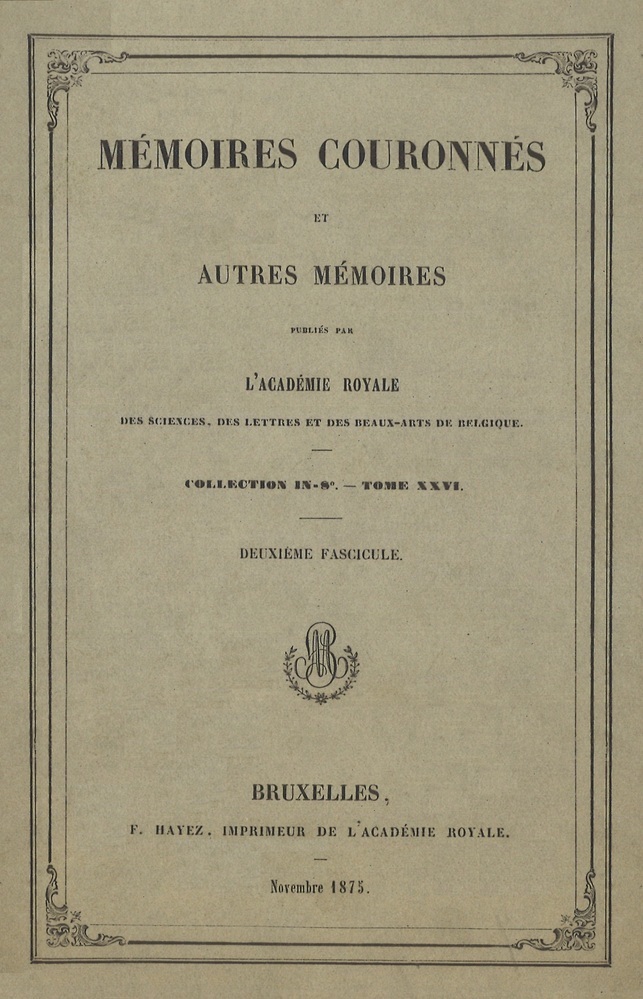 MÉMOIRES COURONNÉS
ET
AUTRES MÉMOIRES
PUBLIÉS PAR
L'ACADÉMIE ROYALE
DES SCIENCES, DES LETTRES ET DES BEAUX-ARTS DE BELGIQUE.
COLLECTION IN-8º. — TOME XXVI.
DEUXIÈME FASCICULE.
BRUXELLES,
F. HAYEZ, IMPRIMEUR DE L'ACADÉMIE ROYALE.
Novembre 1875.